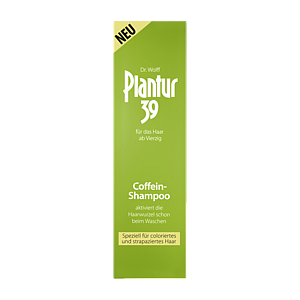 NEU
Dr. Wolff
Plantur
39
für das Haar
ab Vierzig
Coffein-
Shampoo
aktiviert die
Haarwurzel schon
beim Waschen
Speziell für coloriertes
und strapaziertes Haar